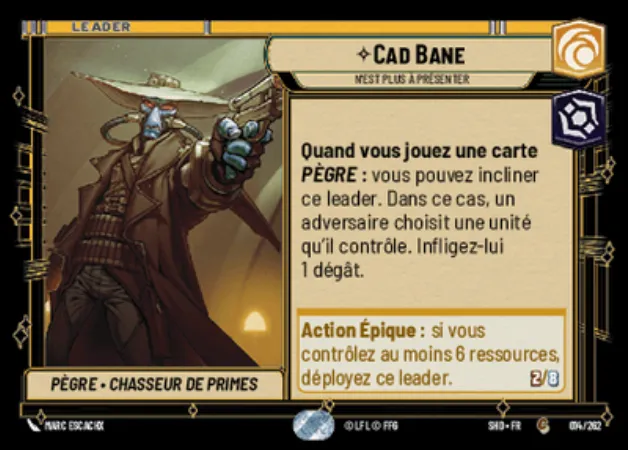 LEADER
CAD BANE
N'EST PLUS À PRÉSENTER
Quand vous jouez une carte
PÈGRE : vous pouvez incliner
ce leader. Dans ce cas, un
adversaire choisit une unité
qu'il contrôle. Infligez-lui
1 dégât.
Action Épique : si vous
contrôlez au moins 6 ressources,
déployez ce leader. 2/8
PÈGRE • CHASSEUR DE PRIMES
MARC ESCACHX © LFL © FFG SHD • FR 014/262